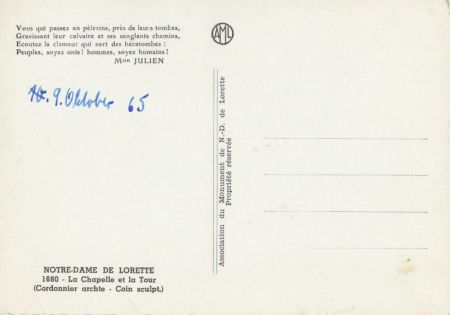 Vous qui passez en pèlerins, près de leurs tombes,
Gravissant leur calvaire et ses sanglants chemins,
Ecoutez la clameur qui sort des hécatombes :
Peuples, soyez unis ! hommes, soyez humains !
Mgr JULIEN
AML
9. Oktober 65
Association du Monument de N.-D. de Lorette
Propriété réservée
NOTRE-DAME DE LORETTE
1680 - La Chapelle et la Tour
(Cordonnier archte - Coin sculpt.)